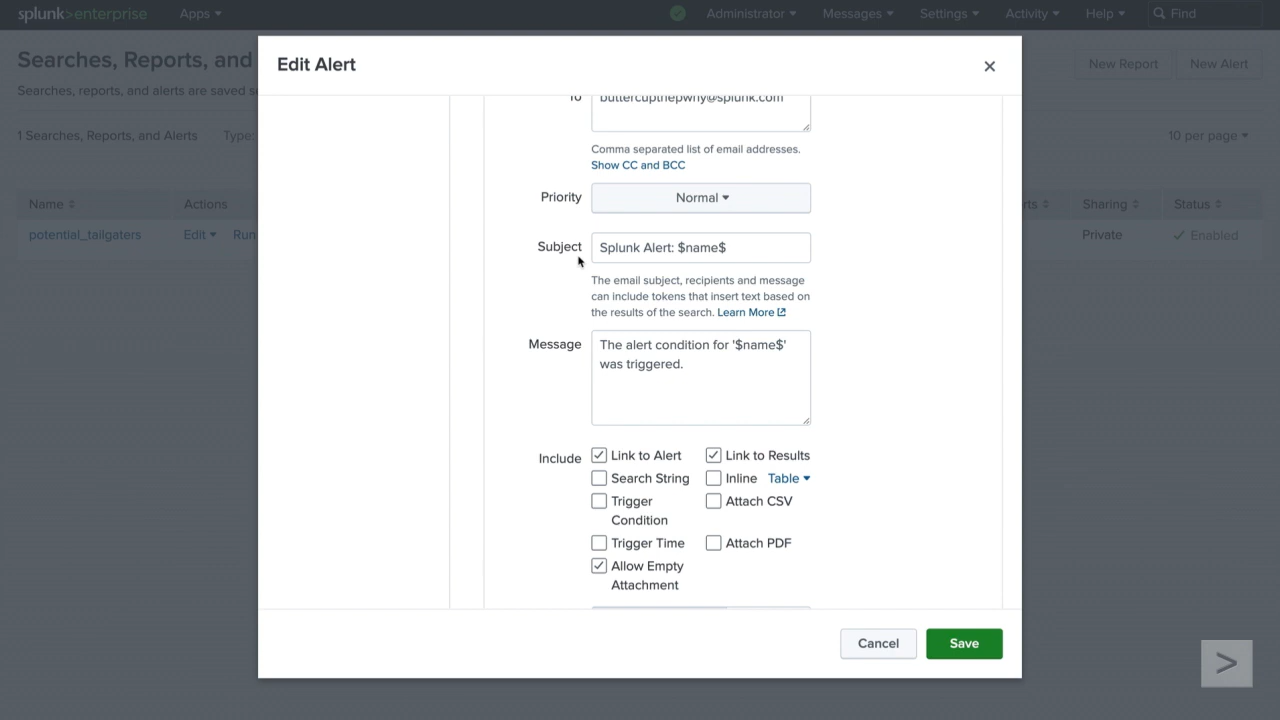 splunk>enterprise Apps Administrator Messages Settings Activity Help Find
Searches, Reports, and
Searches, reports, and alerts are saved
New Report New Alert
1 Searches, Reports, and Alerts Type:
10 per page
Name Actions Sharing Status
potential_tailgaters Edit Run Private Enabled
Edit Alert
To
Comma separated list of email addresses.
Show CC and BCC
Priority Normal
Subject Splunk Alert: $name$
The email subject, recipients and message
can include tokens that insert text based on
the results of the search. Learn More
Message The alert condition for '$name$'
was triggered.
Include Link to Alert Link to Results
Search String Inline Table
Trigger Attach CSV
Condition
Trigger Time Attach PDF
Allow Empty
Attachment
Cancel Save
>